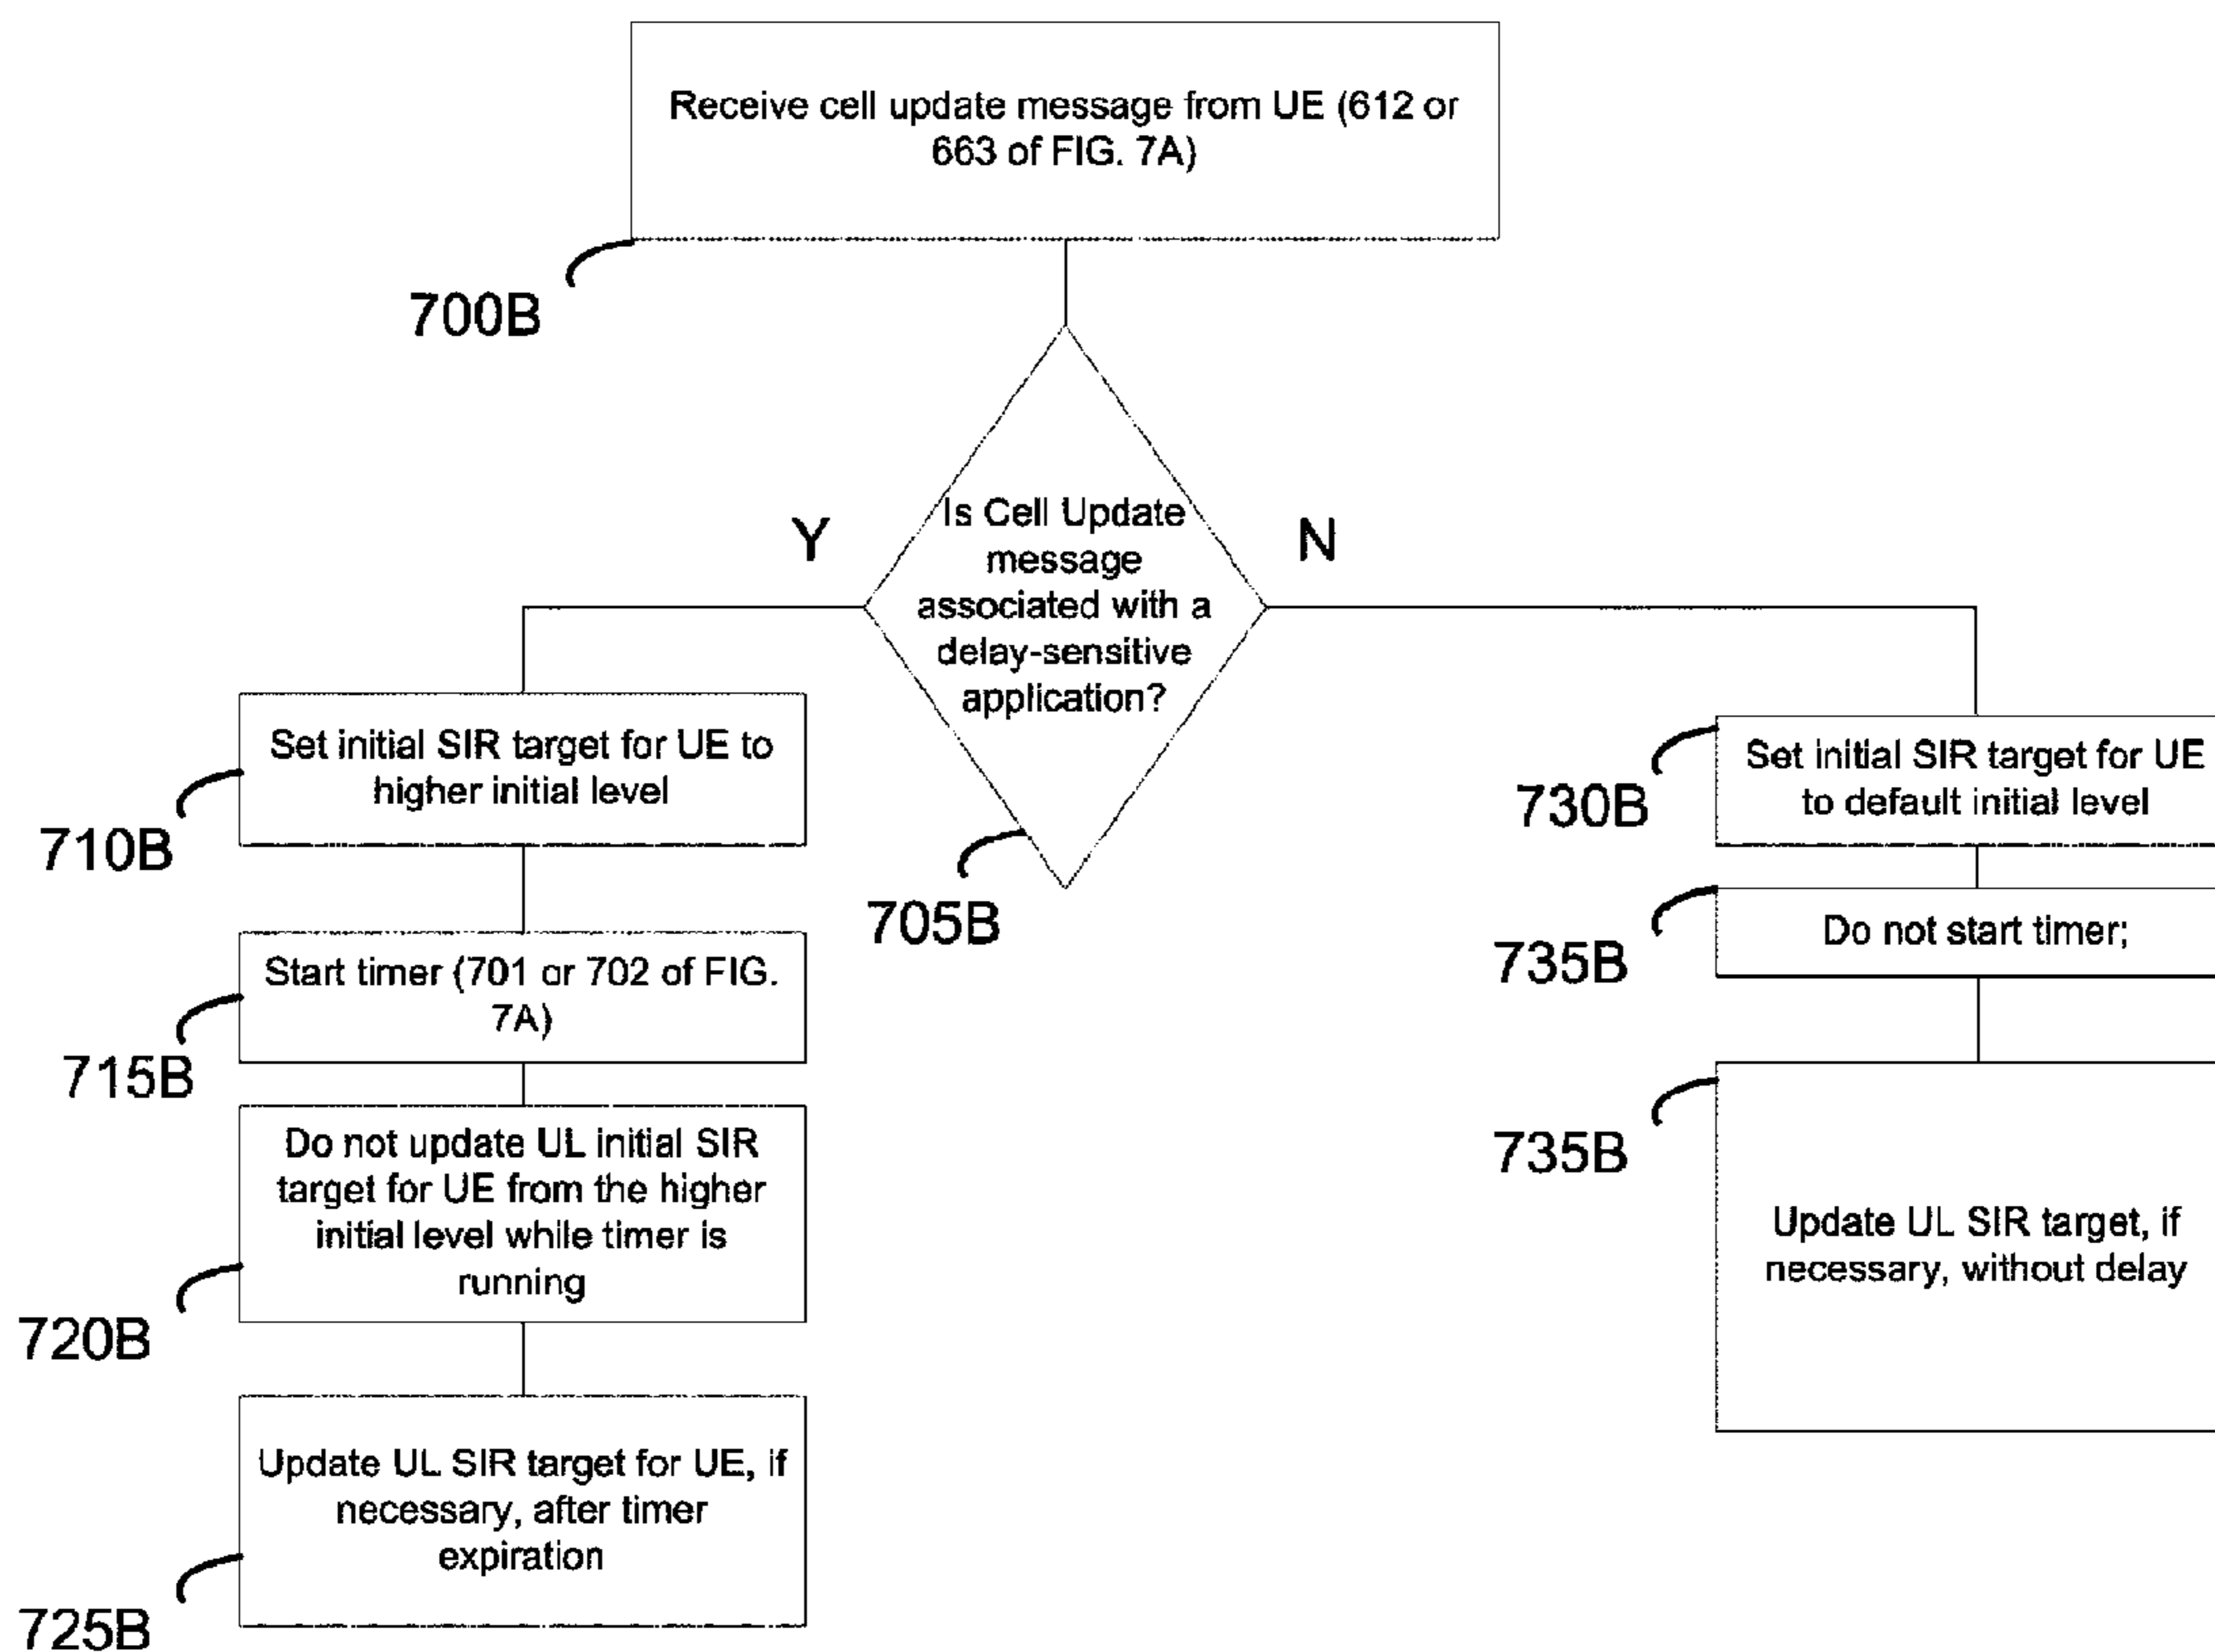 Receive cell update message from UE (612 or
663 of FIG. 7A)
700B
Is Cell Update
message
associated with a
delay-sensitive
application?
Y
N
705B
Set initial SIR target for UE to
higher initial level
710B
Start timer (701 or 702 of FIG.
7A)
715B
Do not update UL initial SIR
target for UE from the higher
initial level while timer is
running
720B
Update UL SIR target for UE, if
necessary, after timer
expiration
725B
Set initial SIR target for UE
to default initial level
730B
Do not start timer;
735B
Update UL SIR target, if
necessary, without delay
735B